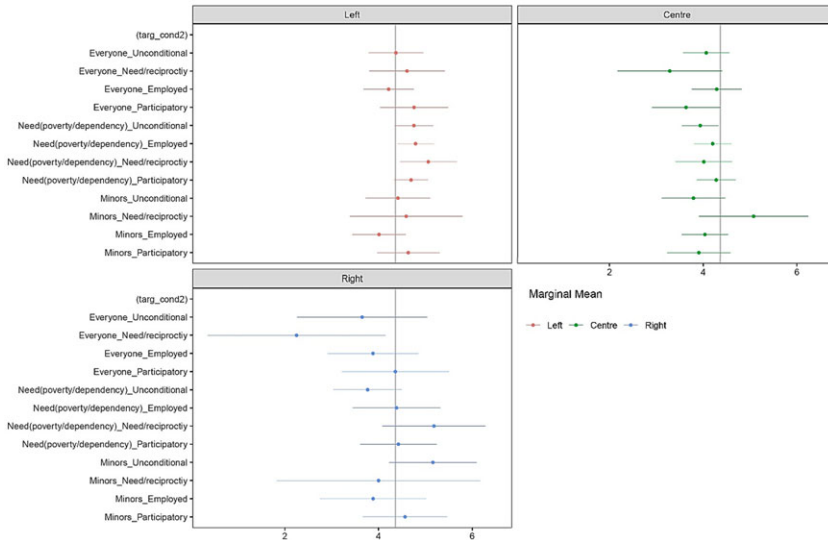 Left
Centre
(targ_cond2)
Everyone_Unconditional
Everyone_Need/reciproctiy
Everyone_Employed
Everyone_Participatory
Need(poverty/dependency)_Unconditional
Need(poverty/dependency)_Employed
Need(poverty/dependency)_Need/reciproctiy
Need(poverty/dependency)_Participatory
Minors_Unconditional
Minors_Need/reciproctiy
Minors_Employed
Minors_Participatory
2 4 6
Right
(targ_cond2)
Everyone_Unconditional
Everyone_Need/reciproctiy
Everyone_Employed
Everyone_Participatory
Need(poverty/dependency)_Unconditional
Need(poverty/dependency)_Employed
Need(poverty/dependency)_Need/reciproctiy
Need(poverty/dependency)_Participatory
Minors_Unconditional
Minors_Need/reciproctiy
Minors_Employed
Minors_Participatory
2 4 6
Marginal Mean
Left Centre Right